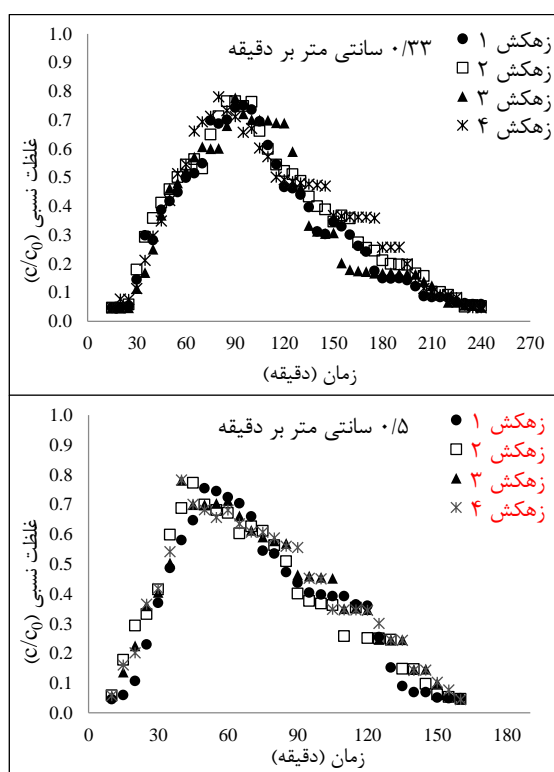 ۰/۳۳ سانتی متر بر دقیقه
زهکش ۱
زهکش ۲
زهکش ۳
زهکش ۴
غلظت نسبی (c/c₀)
1.0
0.9
0.8
0.7
0.6
0.5
0.4
0.3
0.2
0.1
0.0
0 30 60 90 120 150 180 210 240 270
زمان (دقیقه)
۰/۵ سانتی متر بر دقیقه
زهکش ۱
زهکش ۲
زهکش ۳
زهکش ۴
غلظت نسبی (c/c₀)
1.0
0.9
0.8
0.7
0.6
0.5
0.4
0.3
0.2
0.1
0.0
0 30 60 90 120 150 180
زمان (دقیقه)